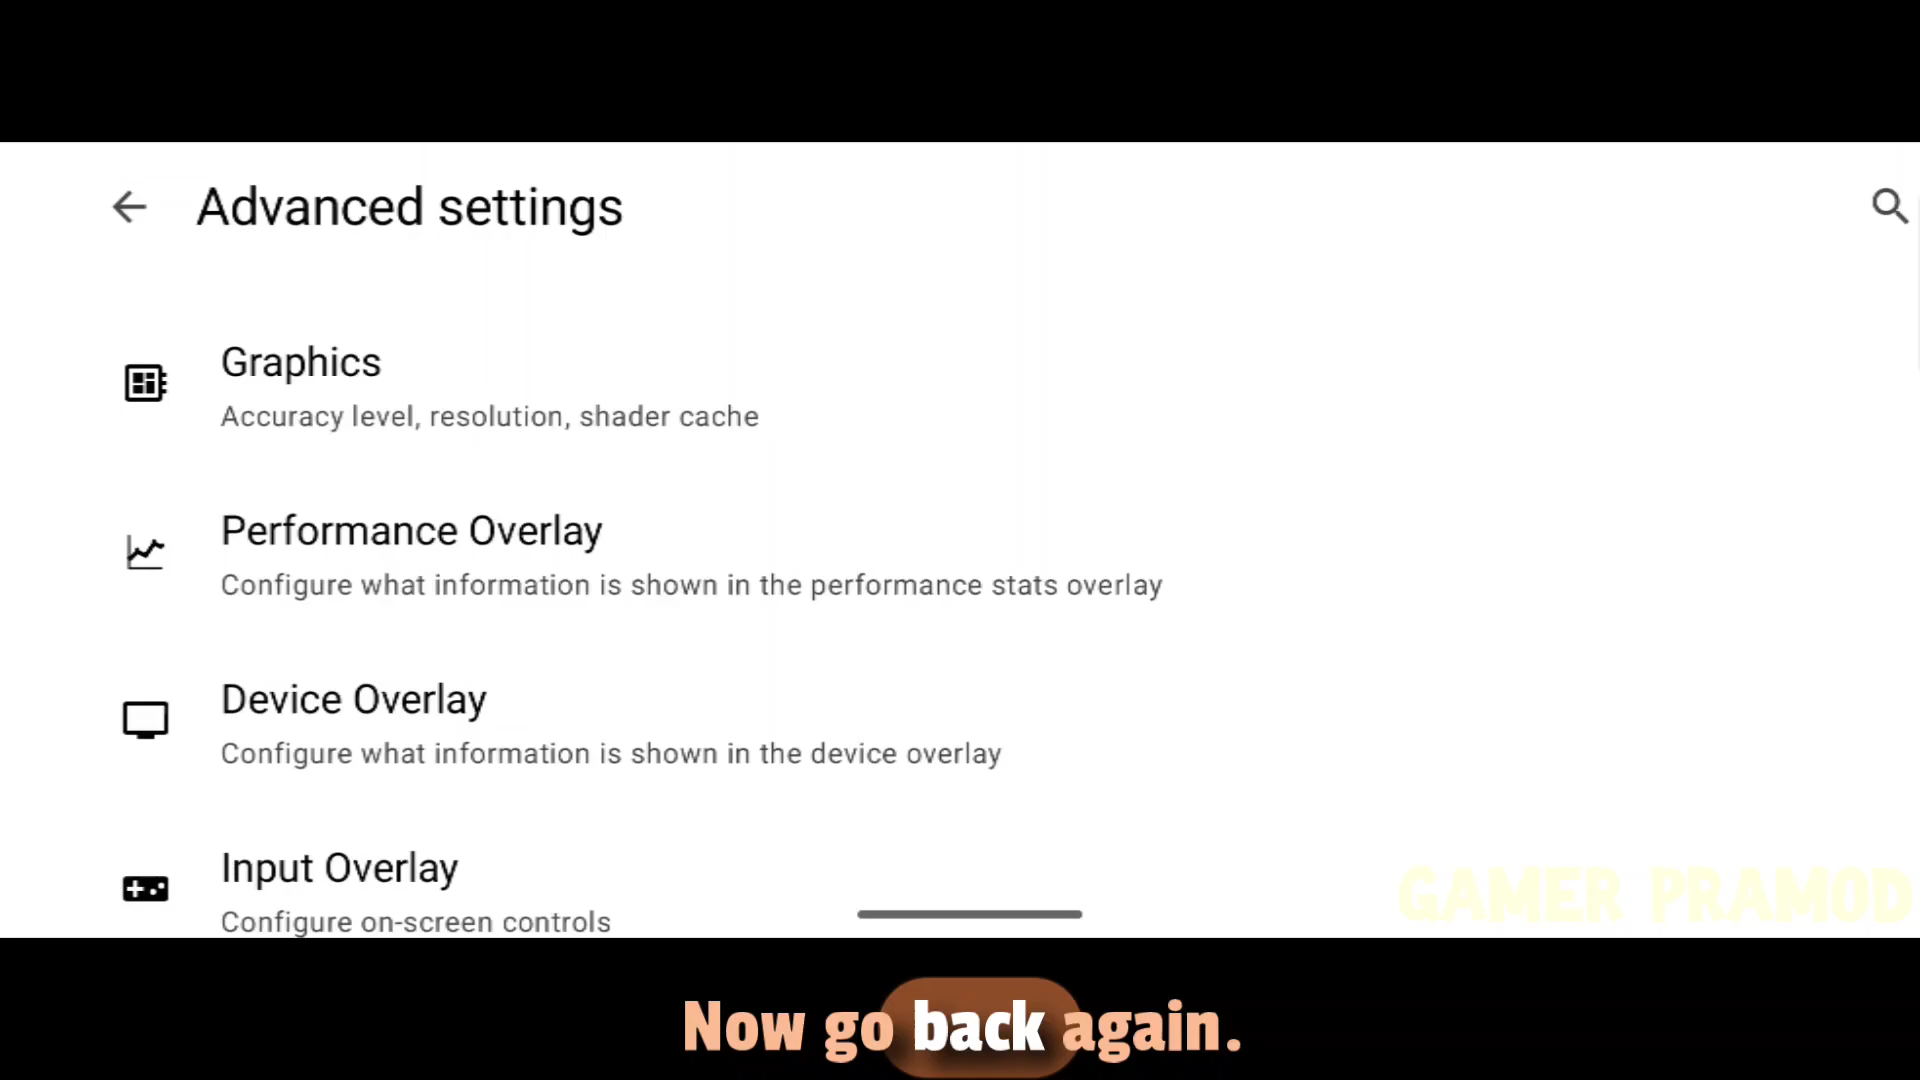 Advanced settings
Graphics
Accuracy level, resolution, shader cache
Performance Overlay
Configure what information is shown in the performance stats overlay
Device Overlay
Configure what information is shown in the device overlay
Input Overlay
Configure on-screen controls
GAMER PRAMOD
Now go back again.